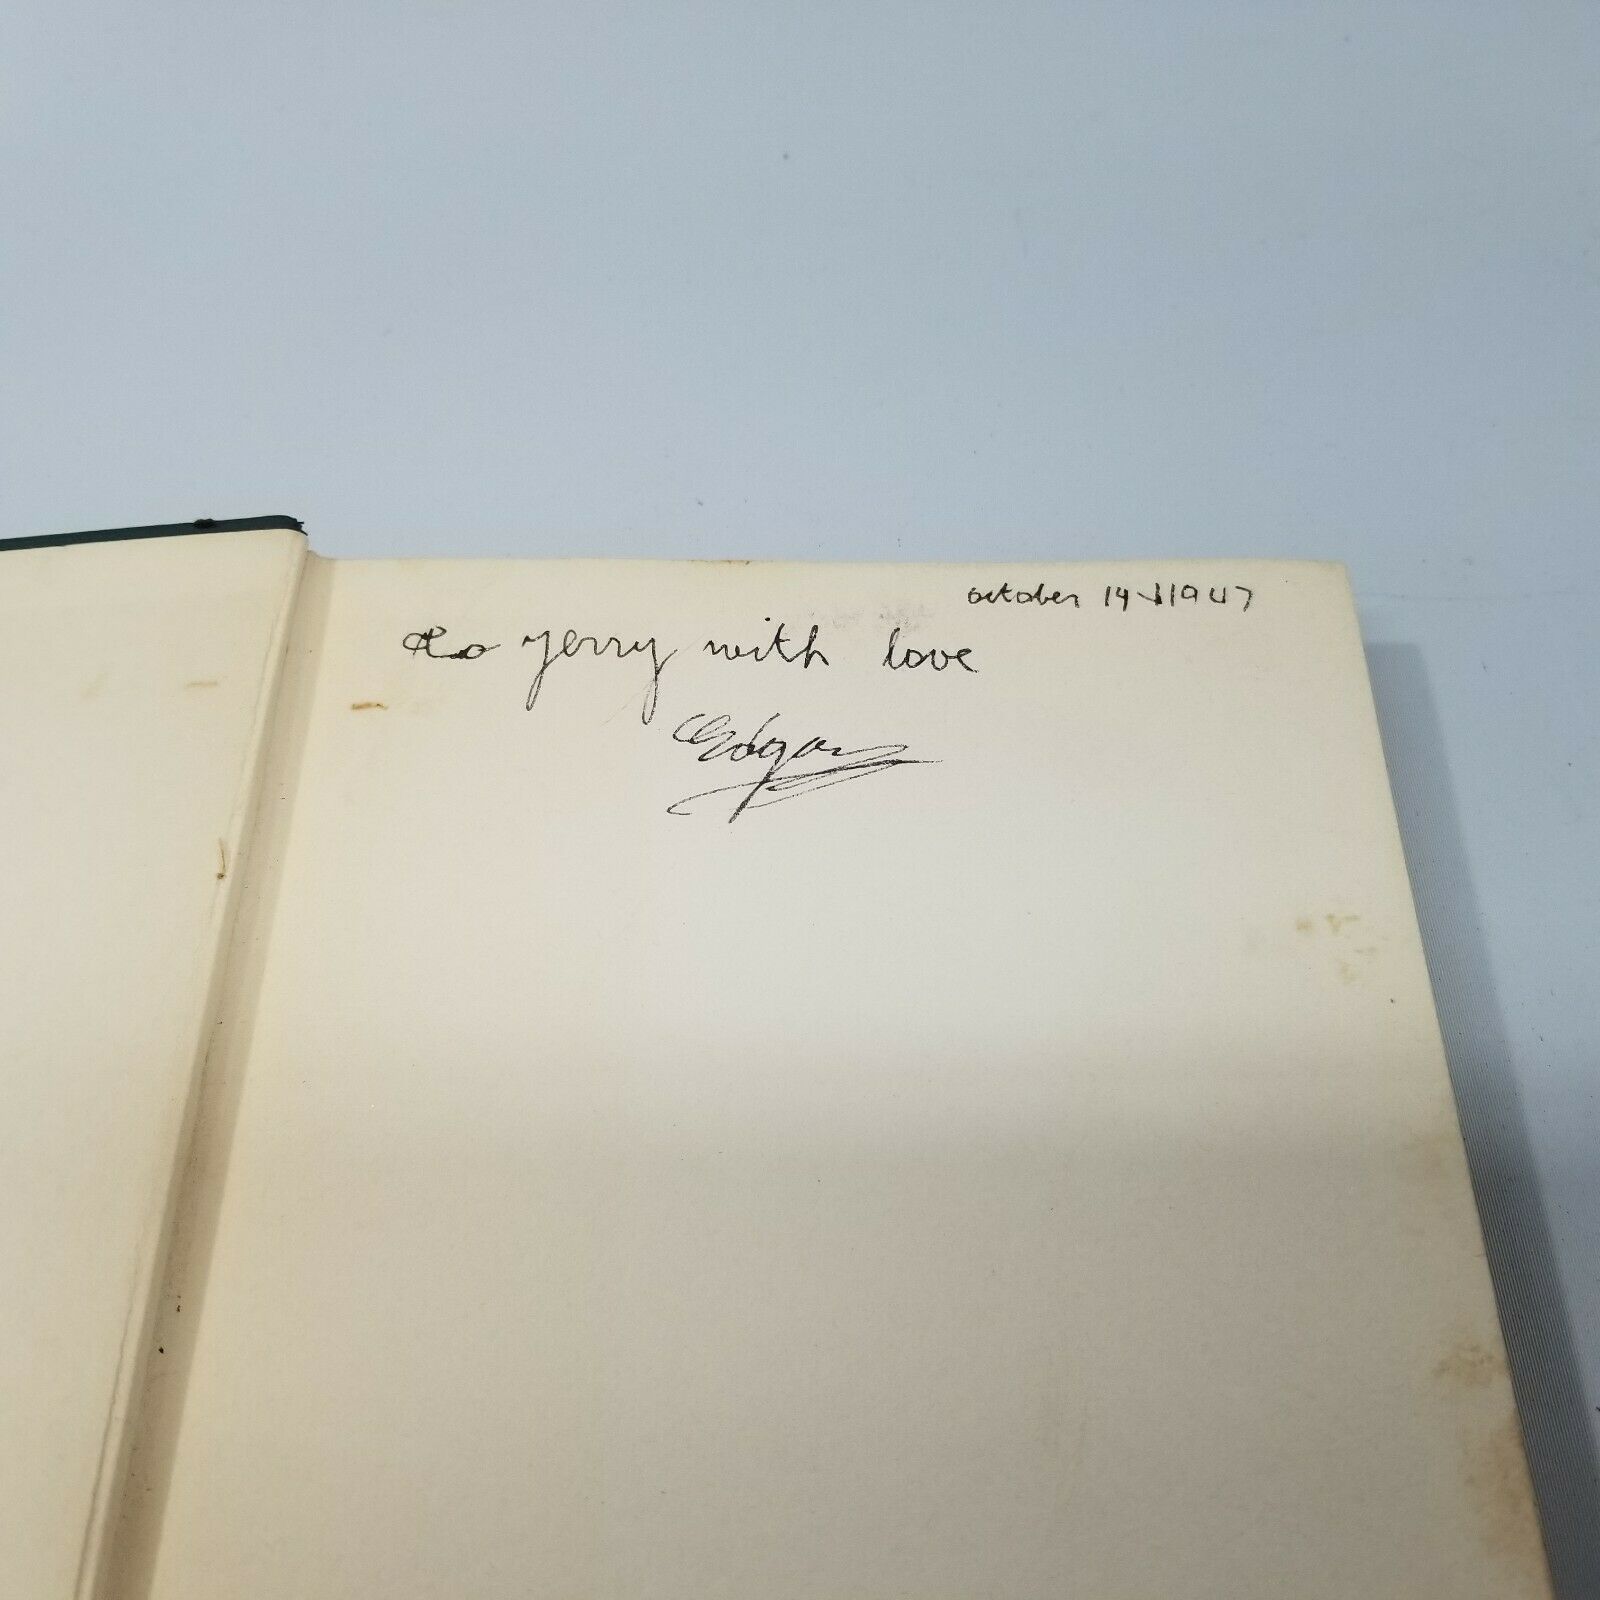 october 14 1947
To Jerry with love
Edgar